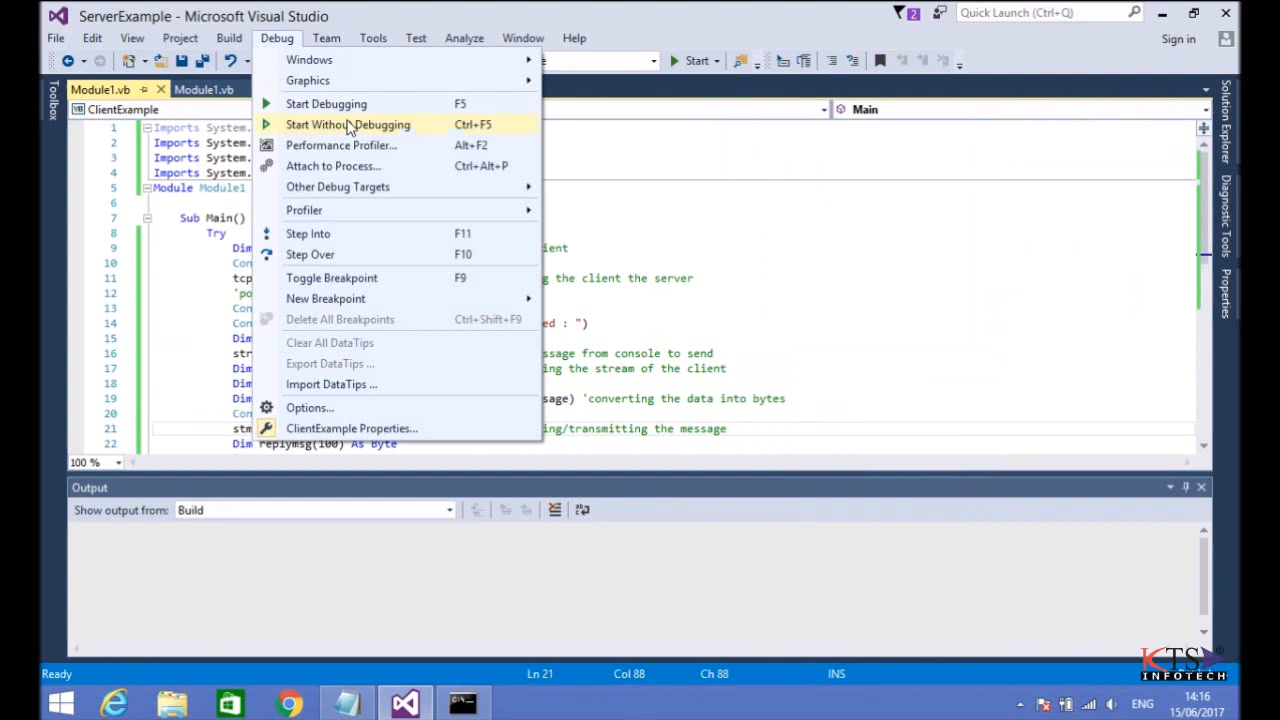 ServerExample - Microsoft Visual Studio
2
Quick Launch (Ctrl+Q)
File Edit View Project Build Debug Team Tools Test Analyze Window Help
Sign in
Start
Toolbox
Module1.vb
Module1.vb
ClientExample
Main
Windows
Graphics
Start Debugging F5
Start Without Debugging Ctrl+F5
Performance Profiler... Alt+F2
Attach to Process... Ctrl+Alt+P
Other Debug Targets
Profiler
Step Into F11
Step Over F10
Toggle Breakpoint F9
New Breakpoint
Delete All Breakpoints Ctrl+Shift+F9
Clear All DataTips
Export DataTips ...
Import DataTips ...
Options...
ClientExample Properties...
1 Imports System.
2 Imports System.
3 Imports System.
4 Imports System.
5 Module Module1
6
7 Sub Main()
8 Try
9 Dim ient
10 Con
11 tcp g the client the server
12 'po
13 Con
14 Con ed : ")
15 Dim
16 str ssage from console to send
17 Dim ing the stream of the client
18 Dim
19 Dim sage) 'converting the data into bytes
20 Con
21 stm ing/transmitting the message
22 Dim replymsg(100) As Byte
100 %
Solution Explorer
Diagnostic Tools
Properties
Output
Show output from: Build
Ready Ln 21 Col 88 Ch 88 INS
KTS
INFOTECH
ENG
14:16
15/06/2017